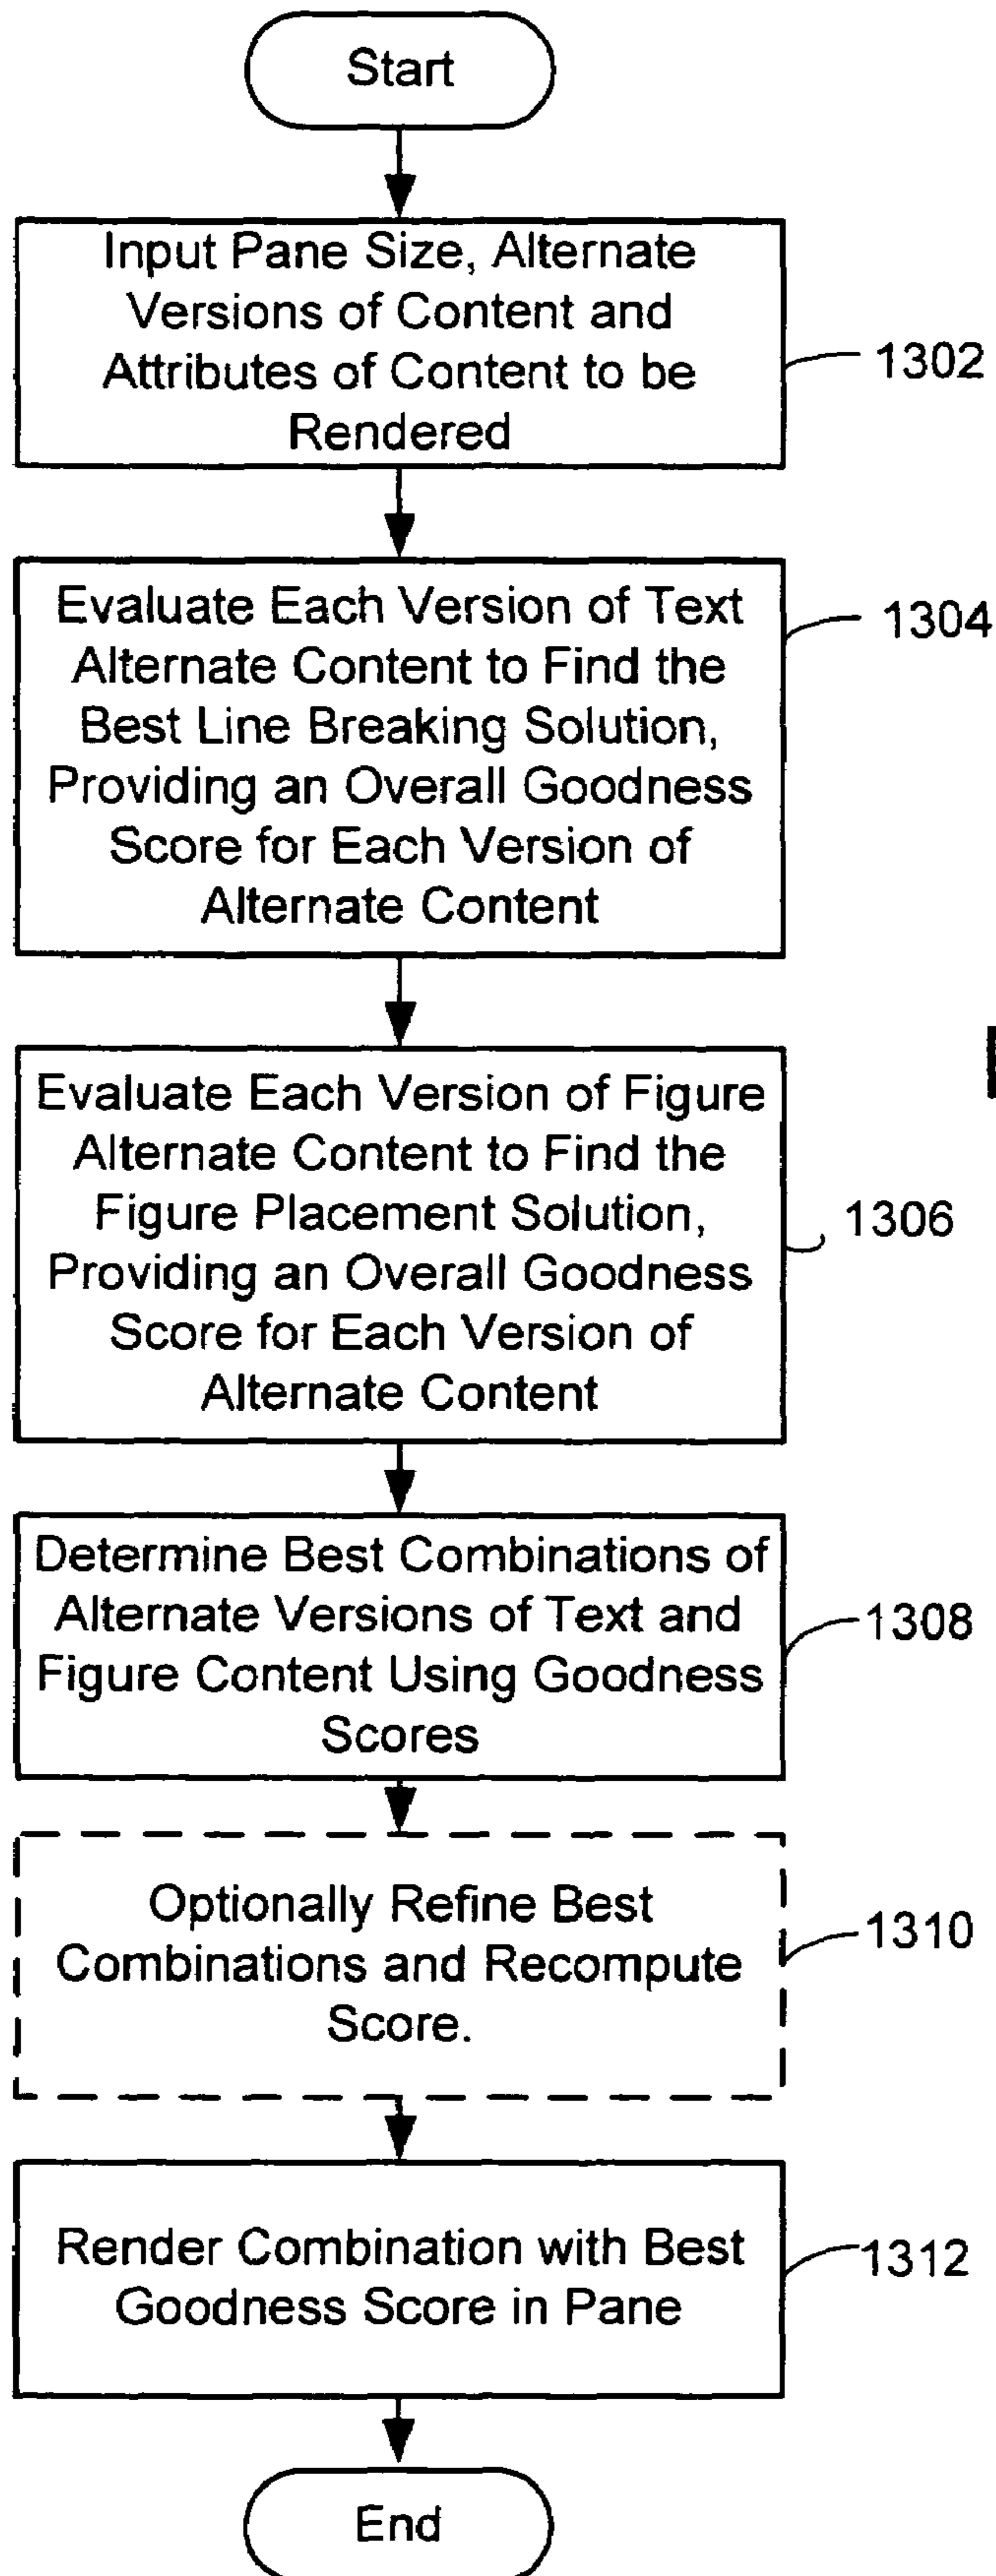 Start
Input Pane Size, Alternate
Versions of Content and
Attributes of Content to be
Rendered
1302
Evaluate Each Version of Text
Alternate Content to Find the
Best Line Breaking Solution,
Providing an Overall Goodness
Score for Each Version of
Alternate Content
1304
Evaluate Each Version of Figure
Alternate Content to Find the
Figure Placement Solution,
Providing an Overall Goodness
Score for Each Version of
Alternate Content
1306
Determine Best Combinations of
Alternate Versions of Text and
Figure Content Using Goodness
Scores
1308
Optionally Refine Best
Combinations and Recompute
Score.
1310
Render Combination with Best
Goodness Score in Pane
1312
End